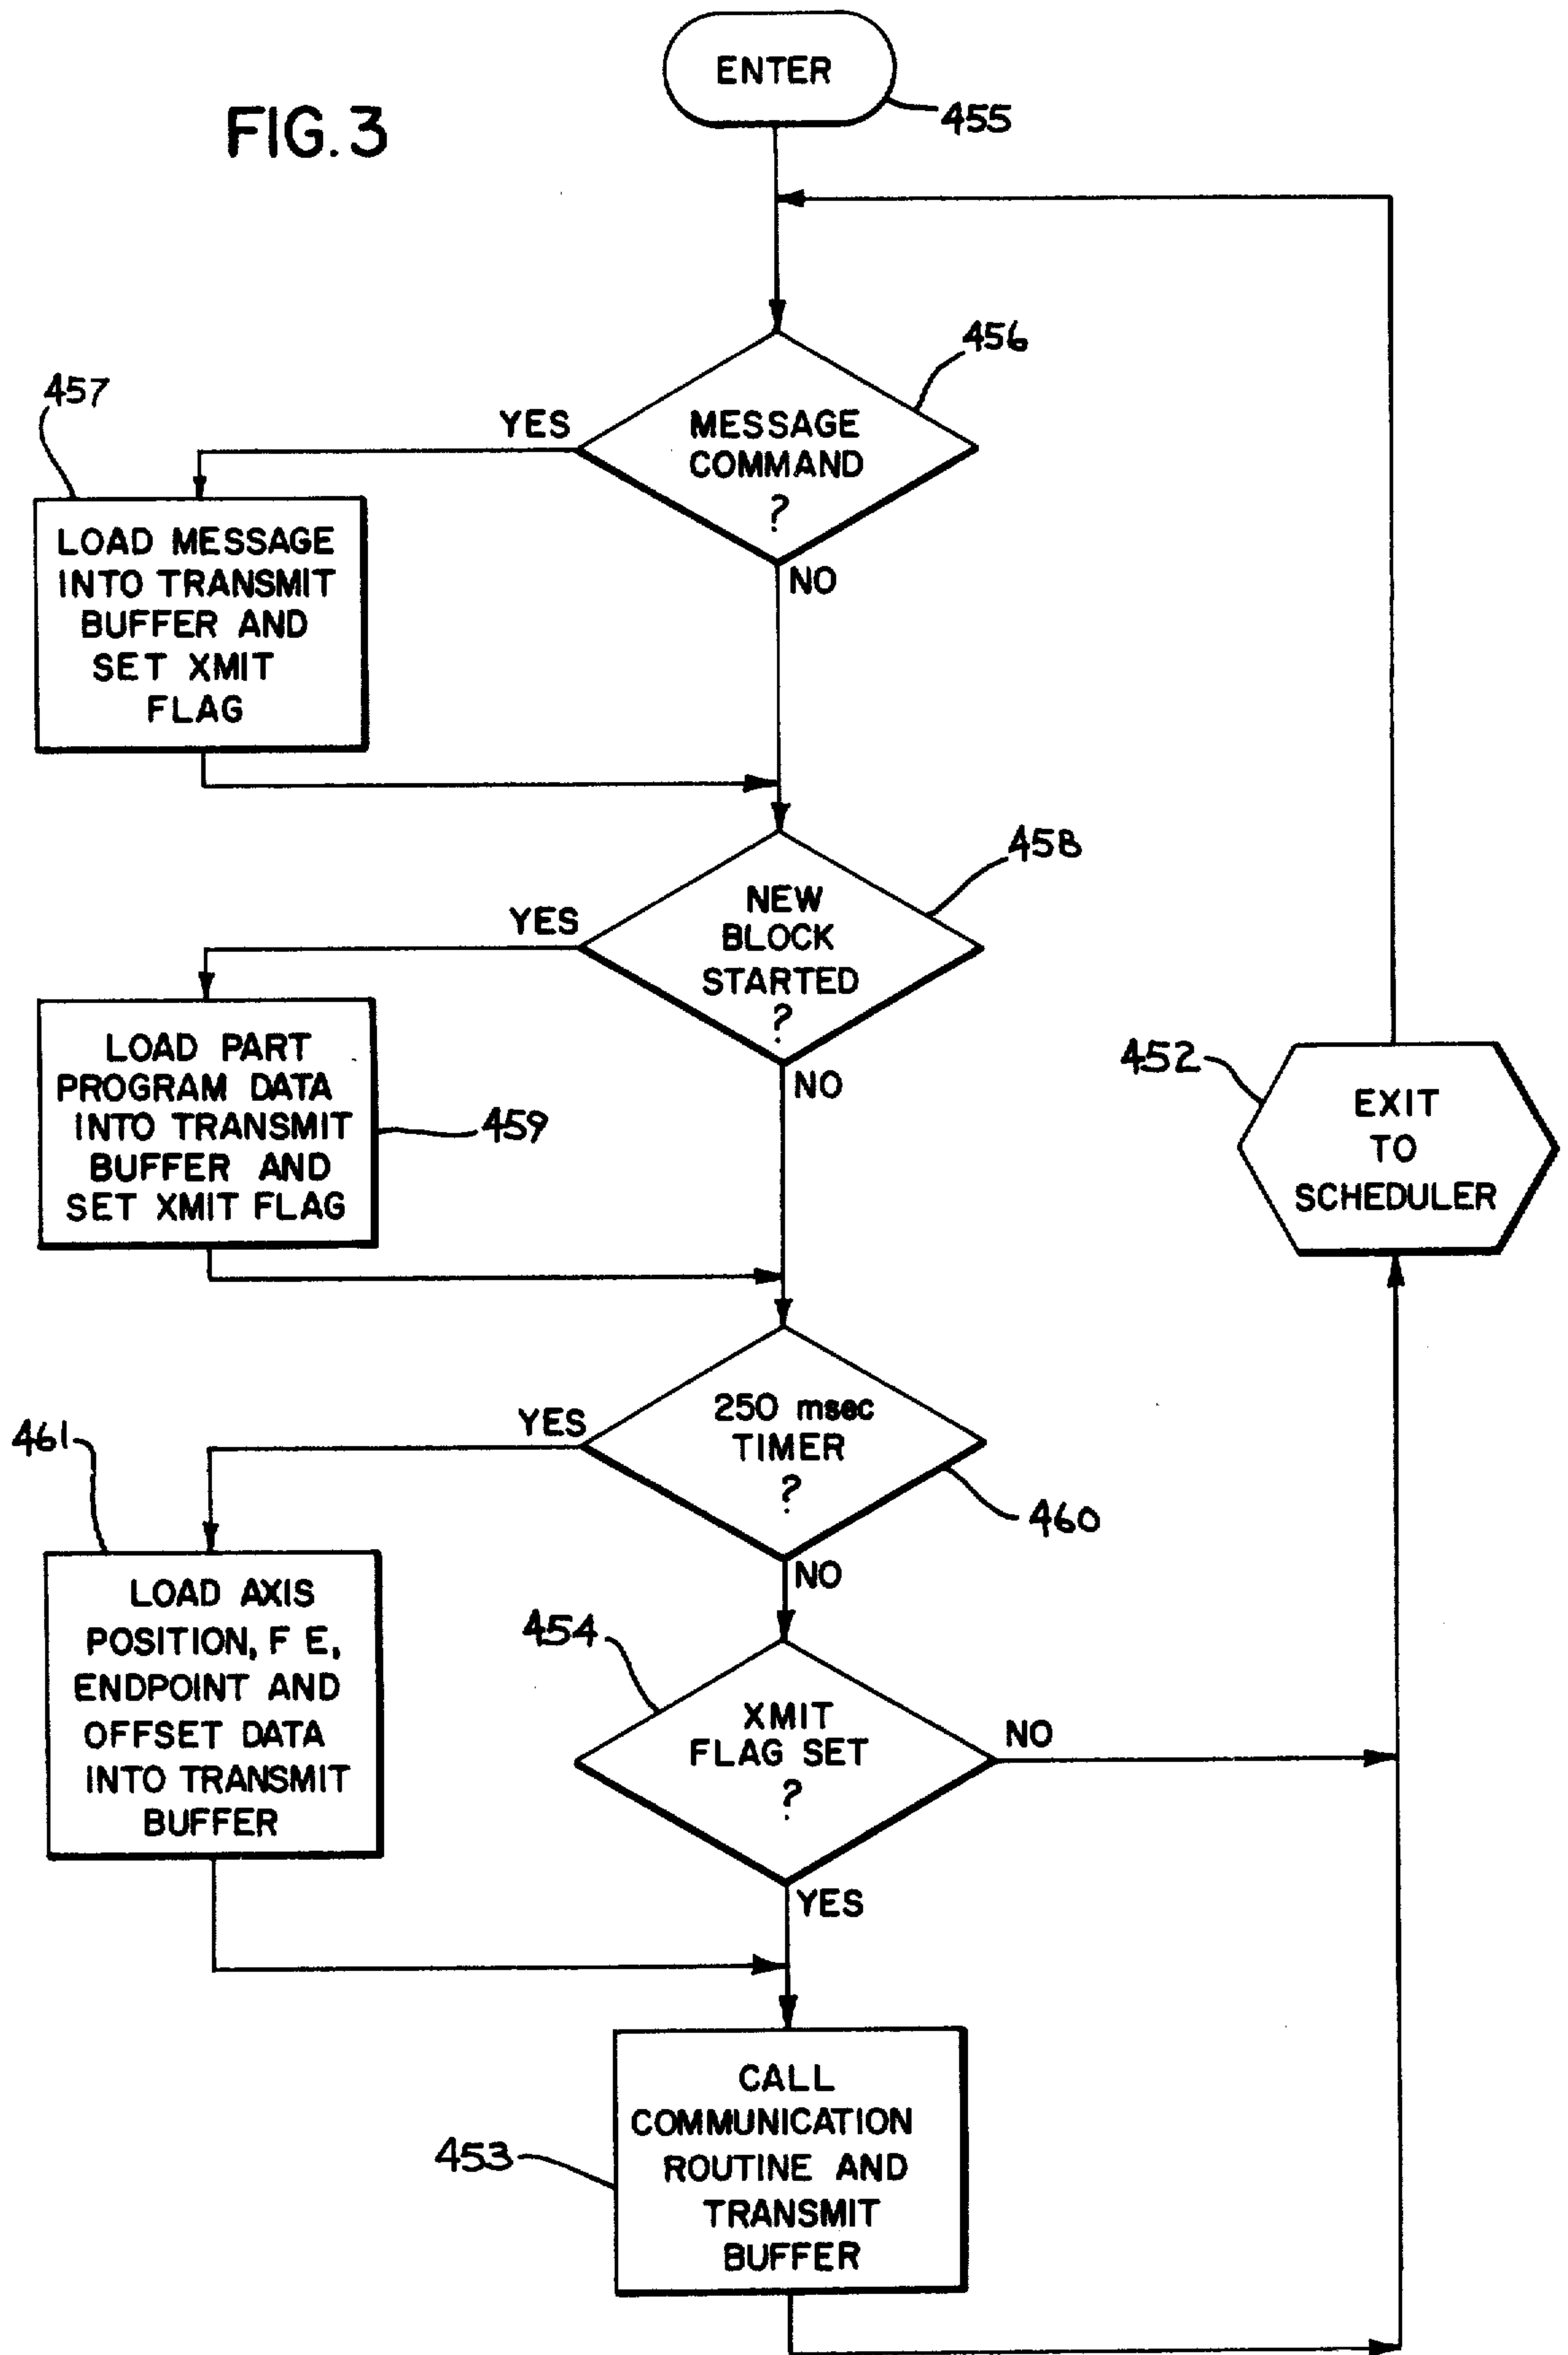 FIG. 3
ENTER
455
456
MESSAGE
COMMAND
?
YES
NO
457
LOAD MESSAGE
INTO TRANSMIT
BUFFER AND
SET XMIT
FLAG
458
NEW
BLOCK
STARTED
?
YES
NO
LOAD PART
PROGRAM DATA
INTO TRANSMIT
BUFFER AND
SET XMIT FLAG
459
452
EXIT
TO
SCHEDULER
250 msec
TIMER
?
YES
NO
460
461
LOAD AXIS
POSITION, F E,
ENDPOINT AND
OFFSET DATA
INTO TRANSMIT
BUFFER
454
XMIT
FLAG SET
?
NO
YES
CALL
COMMUNICATION
ROUTINE AND
TRANSMIT
BUFFER
453